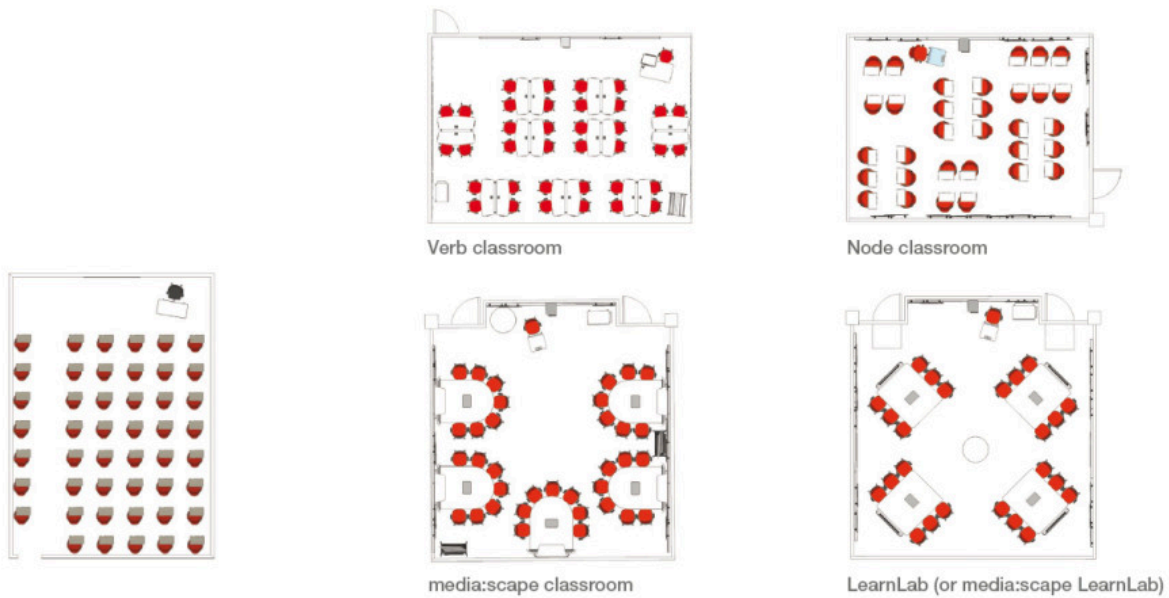 Verb classroom
Node classroom
media:scape classroom
LearnLab (or media:scape LearnLab)